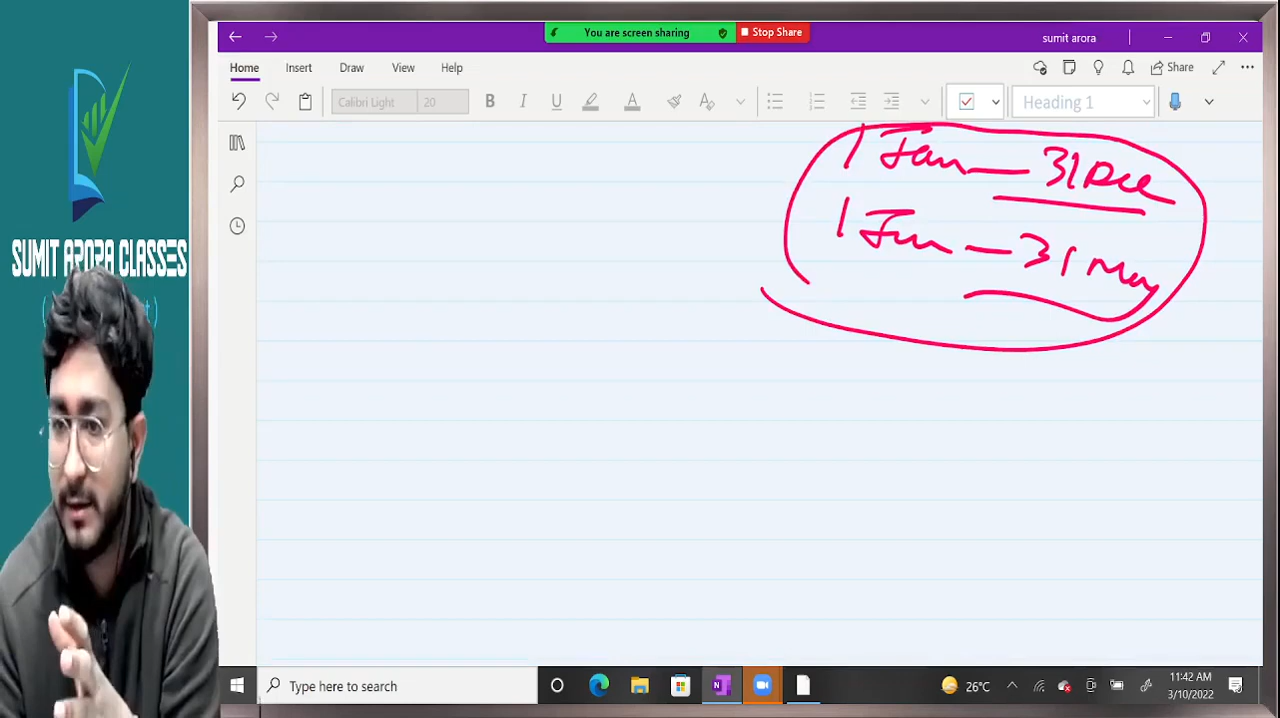 You are screen sharing
Stop Share
sumit arora
Home Insert Draw View Help
Share
Calibri Light 20 B I U A A Heading 1
1 Jan — 31 Dec
1 Jan — 31 May
SUMIT ARORA CLASSES
Type here to search
N
26°C
11:42 AM
3/10/2022